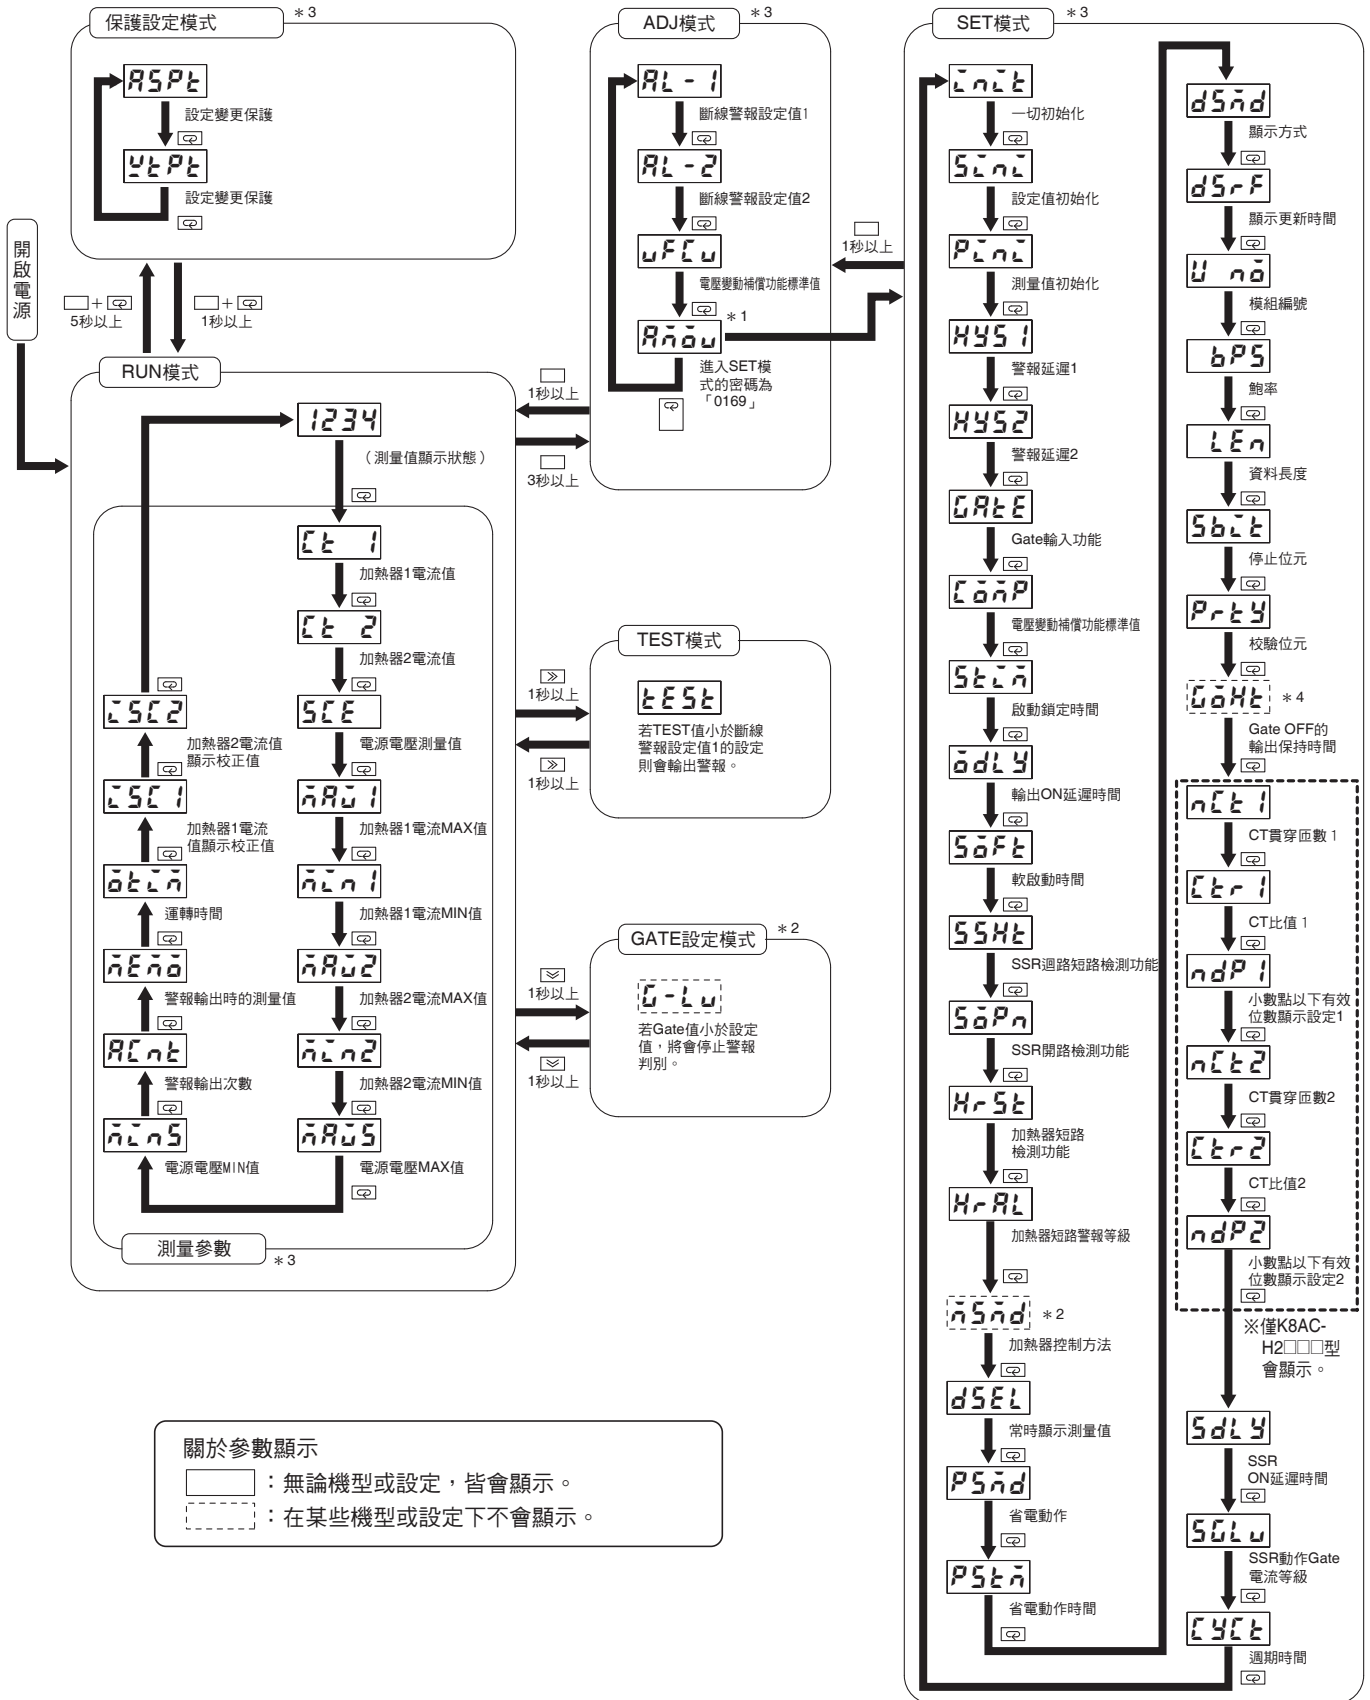 保護設定模式 *3
ASPt
設定變更保護
YtPt
設定變更保護
開啟電源
□+
5秒以上
□+
1秒以上
RUN模式
1234
(測量值顯示狀態)
Ct 1
加熱器1電流值
Ct 2
加熱器2電流值
SCE
電源電壓測量值
mAx1
加熱器1電流MAX值
min1
加熱器1電流MIN值
mAx2
加熱器2電流MAX值
min2
加熱器2電流MIN值
mAxS
電源電壓MAX值
minS
電源電壓MIN值
ACnt
警報輸出次數
mEmo
警報輸出時的測量值
otim
運轉時間
iSC1
加熱器1電流
值顯示校正值
iSC2
加熱器2電流值
顯示校正值
測量參數 *3
ADJ模式 *3
AL-1
斷線警報設定值1
AL-2
斷線警報設定值2
vFCv
電壓變動補償功能標準值
Amov *1
進入SET模
式的密碼為
「0169」
1秒以上
3秒以上
1秒以上
TEST模式
tESt
若TEST值小於斷線
警報設定值1的設定
則會輸出警報。
1秒以上
1秒以上
GATE設定模式 *2
G-Lv
若Gate值小於設定
值,將會停止警報
判別。
1秒以上
1秒以上
SET模式 *3
init
一切初始化
Sini
設定值初始化
Pini
測量值初始化
HYS1
警報延遲1
HYS2
警報延遲2
GAtE
Gate輸入功能
ComP
電壓變動補償功能標準值
Stim
啟動鎖定時間
odLY
輸出ON延遲時間
SoFt
軟啟動時間
SSHt
SSR迴路短路檢測功能
SoPn
SSR開路檢測功能
HrSt
加熱器短路
檢測功能
HrAL
加熱器短路警報等級
mSmd *2
加熱器控制方法
dSEL
常時顯示測量值
PSmd
省電動作
PStm
省電動作時間
dSmd
顯示方式
dSrF
顯示更新時間
U no
模組編號
bPS
鮑率
LEn
資料長度
Sbit
停止位元
PrtY
校驗位元
GoHt *4
Gate OFF的
輸出保持時間
nCt1
CT貫穿匝數1
Ctr1
CT比值1
ndP1
小數點以下有效
位數顯示設定1
nCt2
CT貫穿匝數2
Ctr2
CT比值2
ndP2
小數點以下有效
位數顯示設定2
※僅K8AC-
H2□□□型
會顯示。
SdLY
SSR
ON延遲時間
SGLv
SSR動作Gate
電流等級
CYCt
週期時間
關於參數顯示
:無論機型或設定,皆會顯示。
:在某些機型或設定下不會顯示。